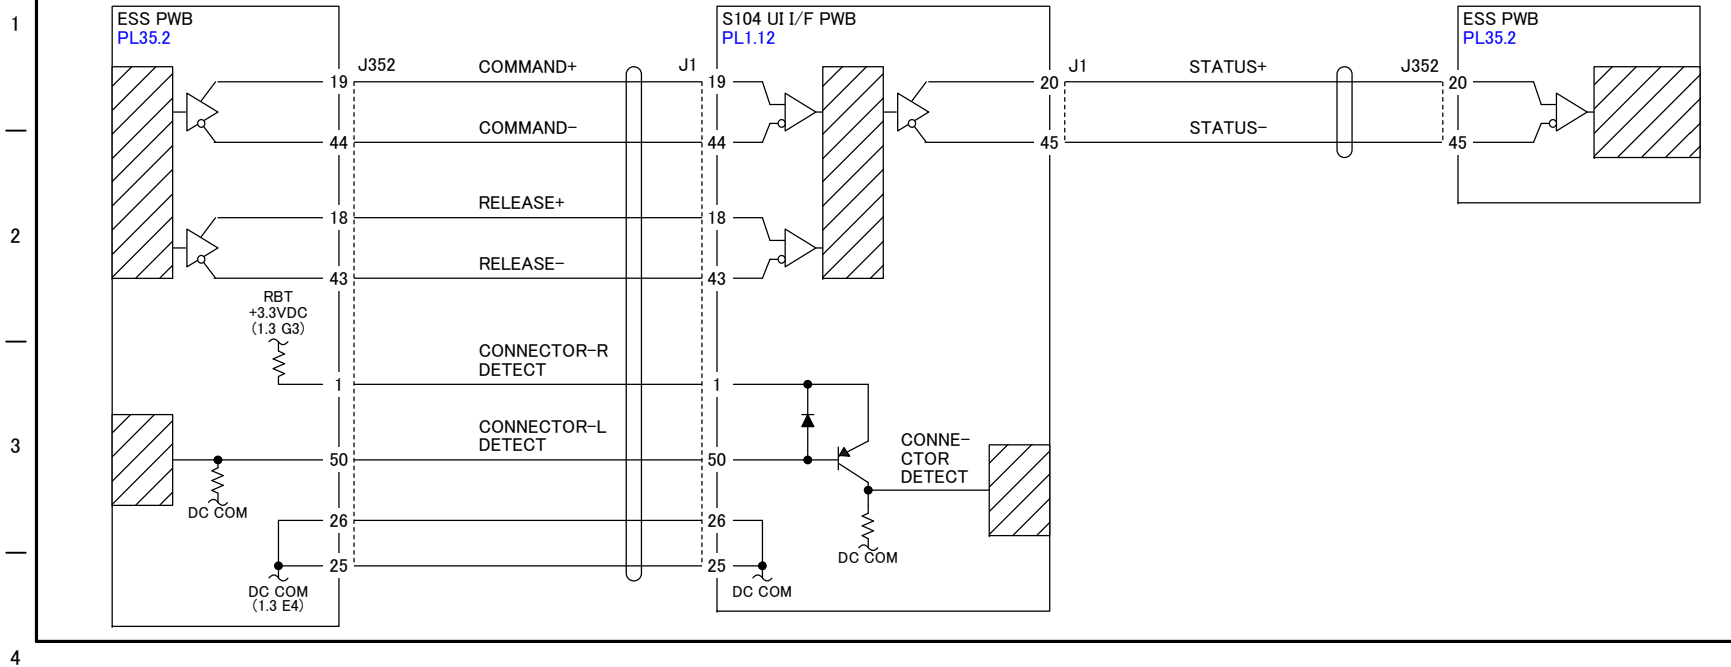 1
ESS PWB
PL35.2
S104 UI I/F PWB
PL1.12
ESS PWB
PL35.2
19
J352
COMMAND+
J1
19
20
J1
STATUS+
J352
20
44
COMMAND-
44
45
STATUS-
45
2
18
RELEASE+
18
43
RELEASE-
43
RBT
+3.3VDC
(1.3 G3)
1
CONNECTOR-R
DETECT
1
3
50
CONNECTOR-L
DETECT
50
CONNE-
CTOR
DETECT
DC COM
26
26
DC COM
25
25
DC COM
(1.3 E4)
DC COM
4